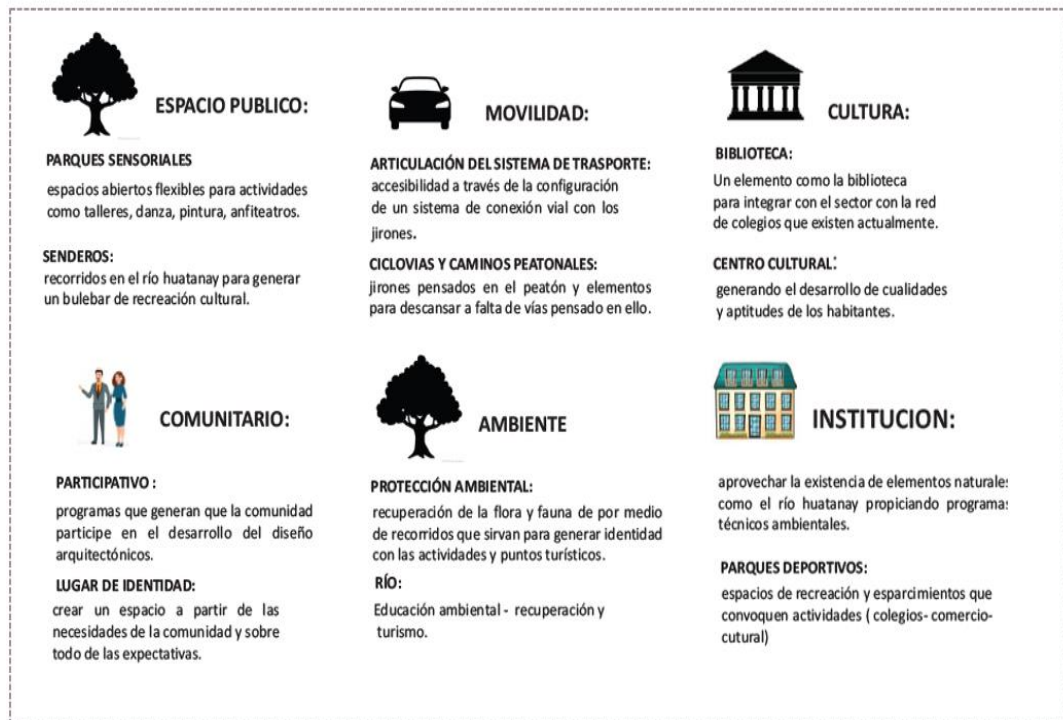 ESPACIO PUBLICO:
PARQUES SENSORIALES
espacios abiertos flexibles para actividades
como talleres, danza, pintura, anfiteatros.
SENDEROS:
recorridos en el río huatanay para generar
un bulebar de recreación cultural.
MOVILIDAD:
ARTICULACIÓN DEL SISTEMA DE TRASPORTE:
accesibilidad a través de la configuración
de un sistema de conexión vial con los
jirones.
CICLOVIAS Y CAMINOS PEATONALES:
jirones pensados en el peatón y elementos
para descansar a falta de vías pensado en ello.
CULTURA:
BIBLIOTECA:
Un elemento como la biblioteca
para integrar con el sector con la red
de colegios que existen actualmente.
CENTRO CULTURAL:
generando el desarrollo de cualidades
y aptitudes de los habitantes.
COMUNITARIO:
PARTICIPATIVO :
programas que generan que la comunidad
participe en el desarrollo del diseño
arquitectónicos.
LUGAR DE IDENTIDAD:
crear un espacio a partir de las
necesidades de la comunidad y sobre
todo de las expectativas.
AMBIENTE
PROTECCIÓN AMBIENTAL:
recuperación de la flora y fauna de por medio
de recorridos que sirvan para generar identidad
con las actividades y puntos turísticos.
RÍO:
Educación ambiental - recuperación y
turismo.
INSTITUCION:
aprovechar la existencia de elementos naturales
como el río huatanay propiciando programas
técnicos ambientales.
PARQUES DEPORTIVOS:
espacios de recreación y esparcimientos que
convoquen actividades ( colegios- comercio-
cutural)